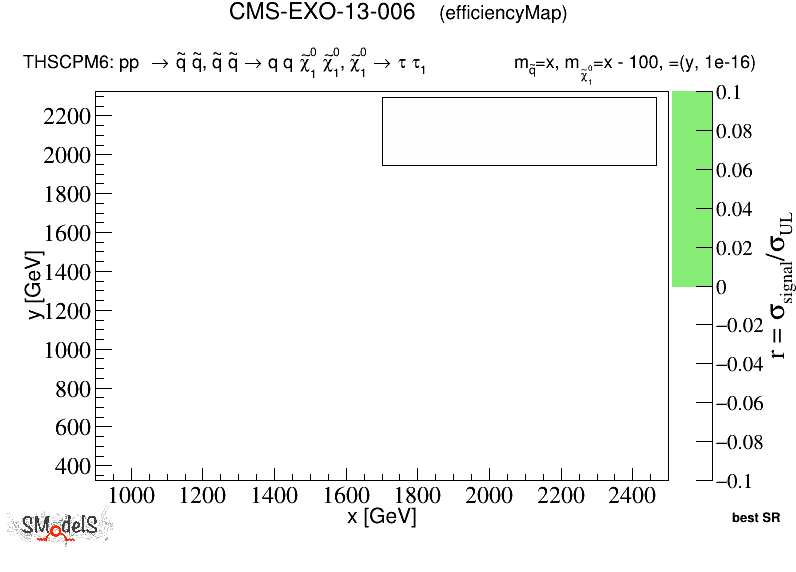 CMS-EXO-13-006 (efficiencyMap)
THSCPM6: pp → q̃ q̃, q̃ q̃ → q q χ̃₁⁰ χ̃₁⁰, χ̃₁⁰ → τ τ₁ m_q̃=x, m_χ̃₁⁰=x - 100, =(y, 1e-16)
y [GeV]
2200
2000
1800
1600
1400
1200
1000
800
600
400
1000 1200 1400 1600 1800 2000 2200 2400
x [GeV]
0.1
0.08
0.06
0.04
0.02
0
−0.02
−0.04
−0.06
−0.08
−0.1
r = σ_signal/σ_UL
best SR
SModelS